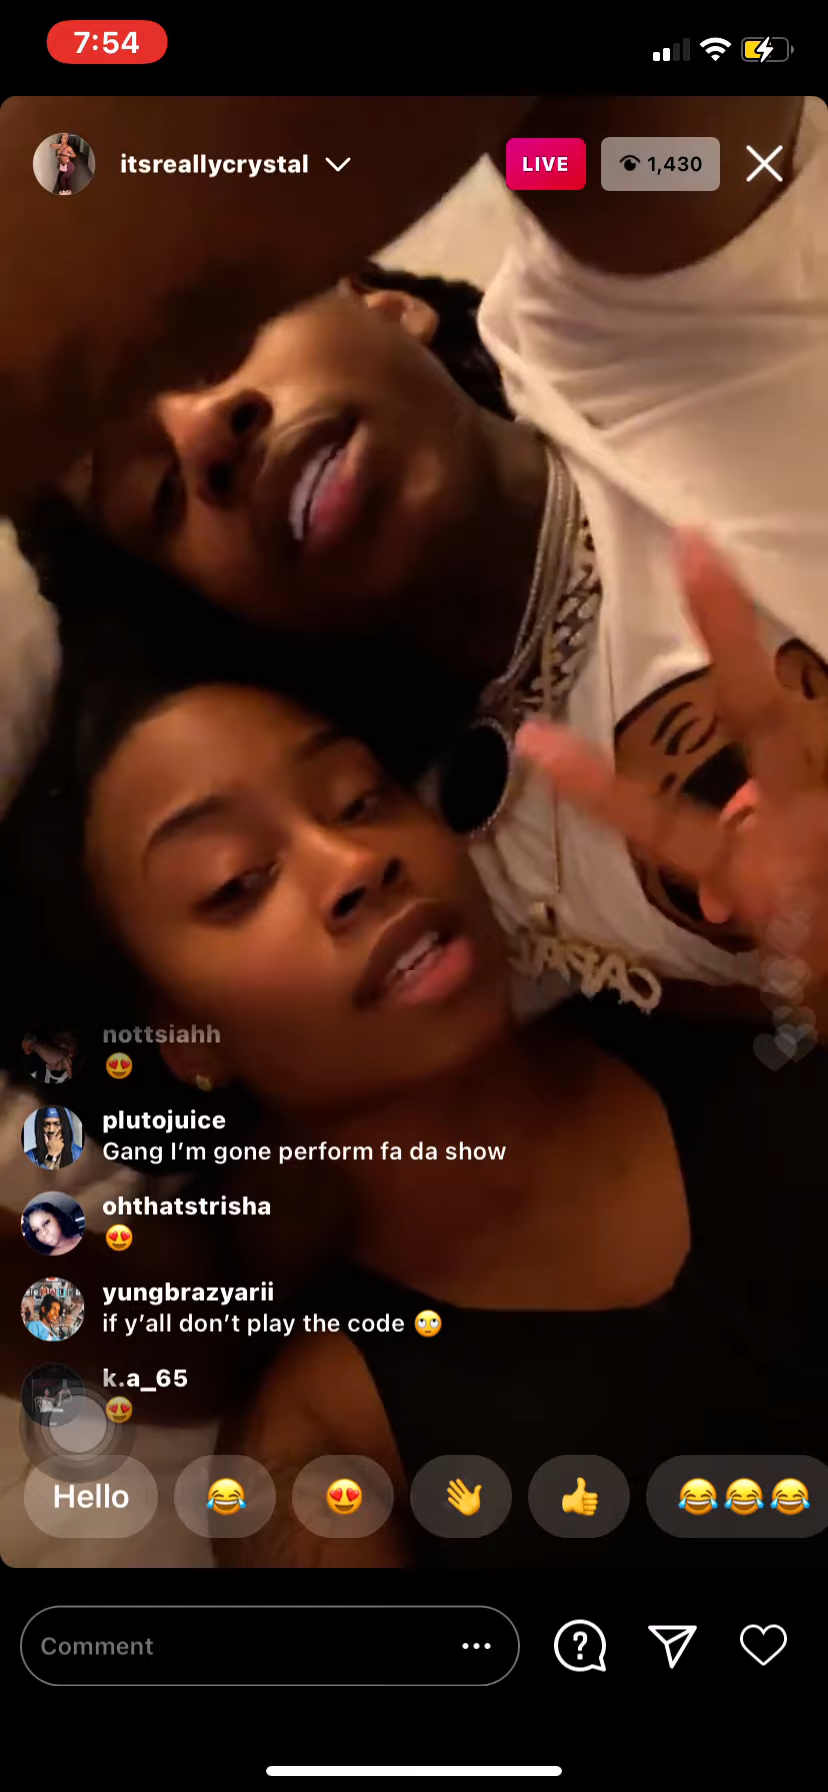 7:54
itsreallycrystal
LIVE
1,430
nottsiahh
😍
plutojuice
Gang I’m gone perform fa da show
ohthatstrisha
😍
yungbrazyarii
if y’all don’t play the code 🙄
k.a_65
😍
Hello 😂 😍 👋 👍 😂😂😂
Comment